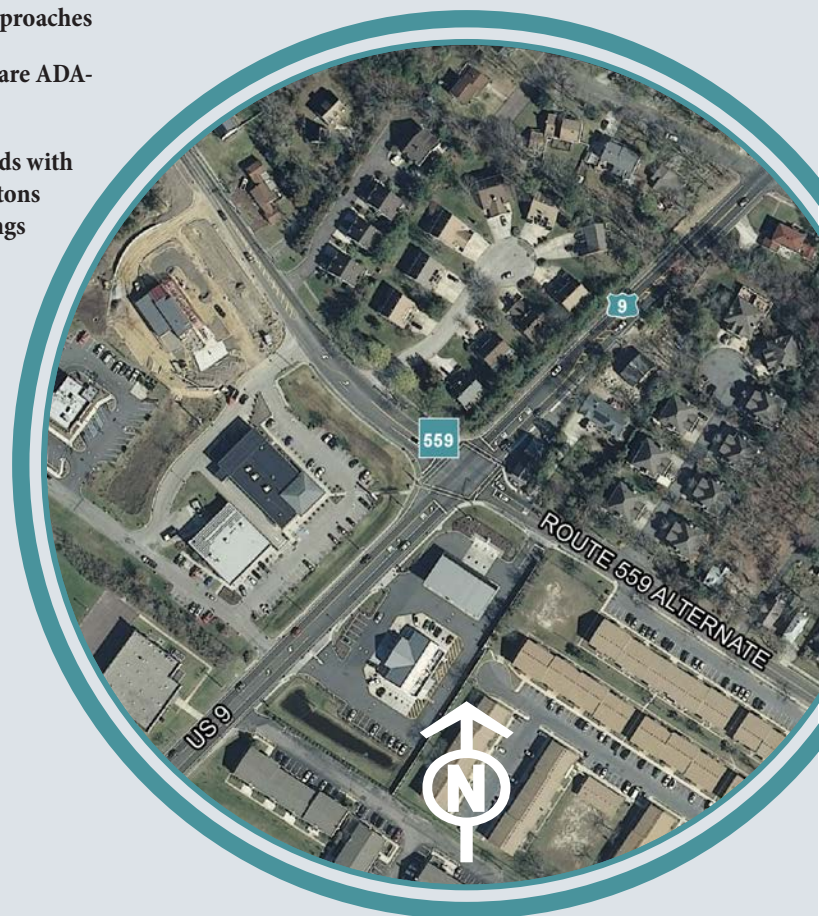 proaches
are ADA-
ds with
tons
ngs
9
559
ROUTE 559 ALTERNATE
US 9
N